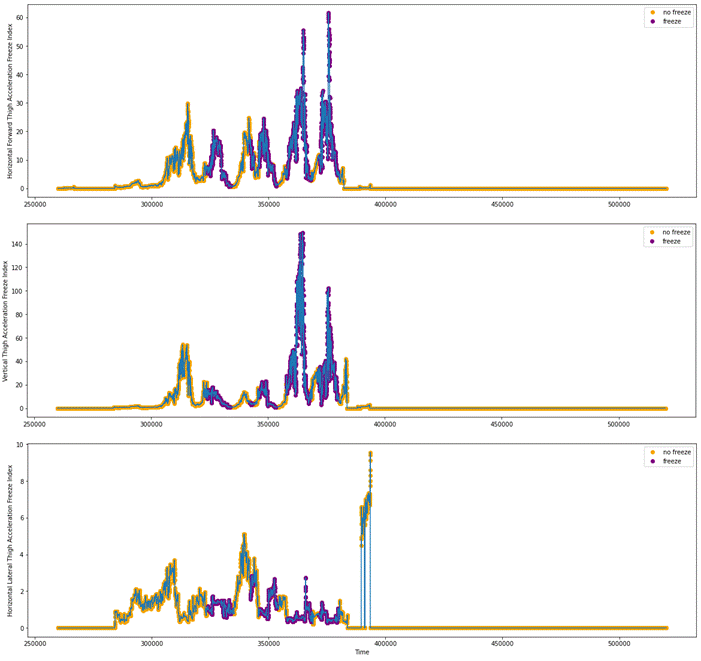 Horizontal Forward Thigh Acceleration Freeze Index
60
50
40
30
20
10
0
no freeze
freeze
250000 300000 350000 400000 450000 500000
Vertical Thigh Acceleration Freeze Index
140
120
100
80
60
40
20
0
no freeze
freeze
250000 300000 350000 400000 450000 500000
Horizontal Lateral Thigh Acceleration Freeze Index
10
8
6
4
2
0
no freeze
freeze
250000 300000 350000 400000 450000 500000
Time